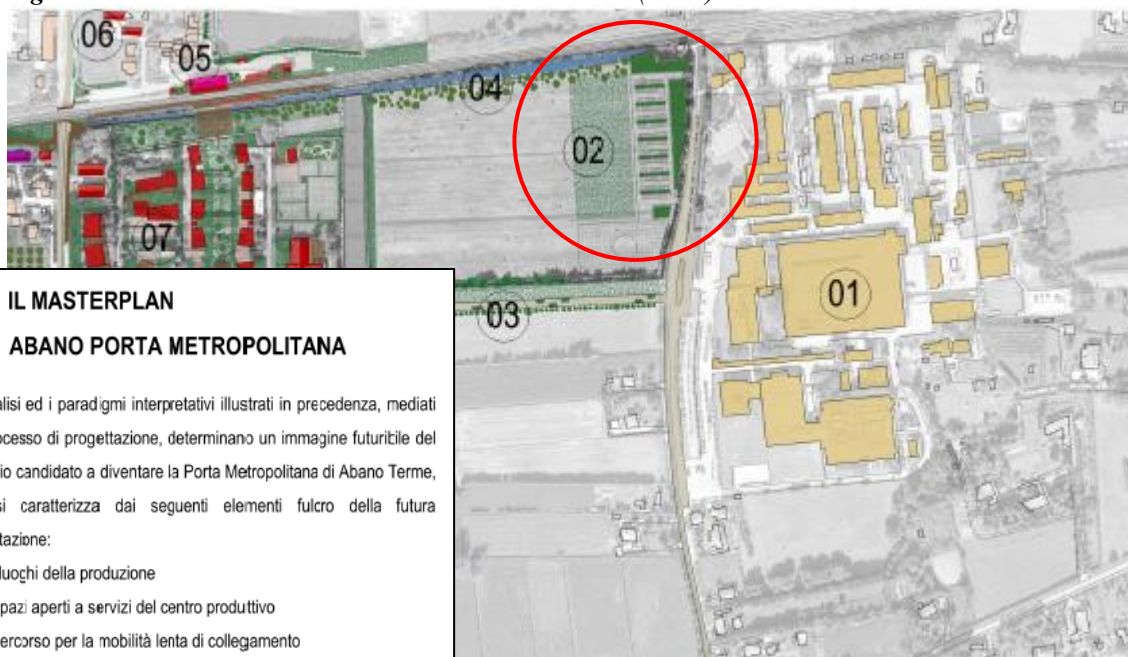 06
05
04
02
07
03
01
IL MASTERPLAN
ABANO PORTA METROPOLITANA
alisi ed i paradigmi interpretativi illustrati in precedenza, mediati
ocesso di progettazione, determinano un immagine futuribile del
io candidato a diventare la Porta Metropolitana di Abano Terme,
si caratterizza dai seguenti elementi fulcro della futura
tazione:
luoghi della produzione
pazi aperti a servizi del centro produttivo
ercorso per la mobilità lenta di collegamento